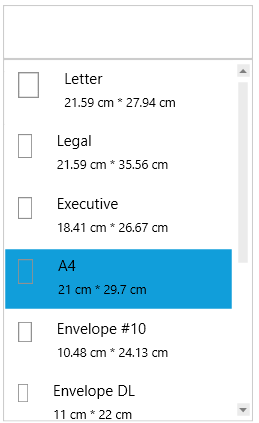 Letter
21.59 cm * 27.94 cm
Legal
21.59 cm * 35.56 cm
Executive
18.41 cm * 26.67 cm
A4
21 cm * 29.7 cm
Envelope #10
10.48 cm * 24.13 cm
Envelope DL
11 cm * 22 cm